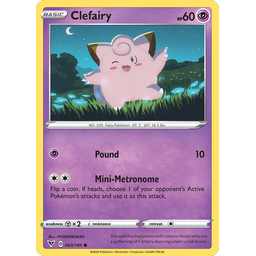 BASIC Clefairy HP60
NO. 035 Fairy Pokémon HT: 2' WT: 16.5 lbs.
Pound 10
Mini-Metronome
Flip a coin. If heads, choose 1 of your opponent's Active
Pokémon's attacks and use it as this attack.
weakness ×2 resistance retreat
063/185